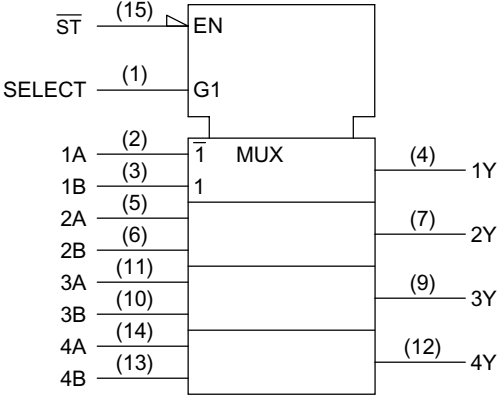 S̅T̅ (15) EN
SELECT (1) G1
1A (2) 1̅ MUX
(4) 1Y
1B (3) 1
2A (5)
(7) 2Y
2B (6)
3A (11)
(9) 3Y
3B (10)
4A (14)
(12) 4Y
4B (13)